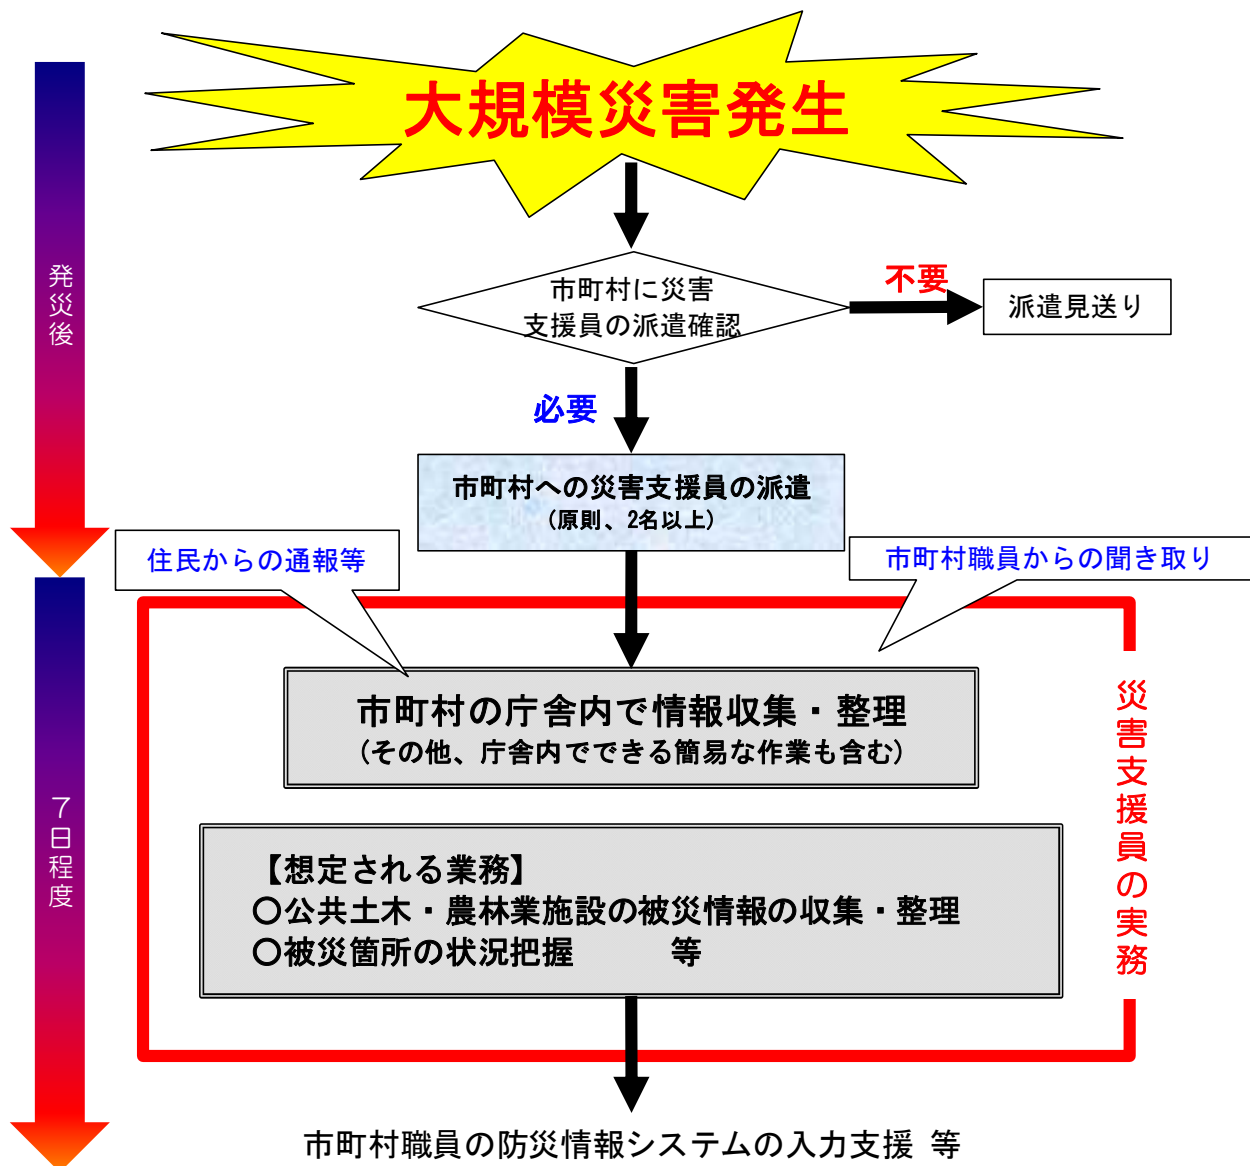 大規模災害発生
発災後
市町村に災害
支援員の派遣確認
不要
派遣見送り
必要
市町村への災害支援員の派遣
(原則、2名以上)
住民からの通報等
市町村職員からの聞き取り
市町村の庁舎内で情報収集・整理
(その他、庁舎内でできる簡易な作業も含む)
災害支援員の実務
7日程度
【想定される業務】
○公共土木・農林業施設の被災情報の収集・整理
○被災箇所の状況把握　　　等
市町村職員の防災情報システムの入力支援 等